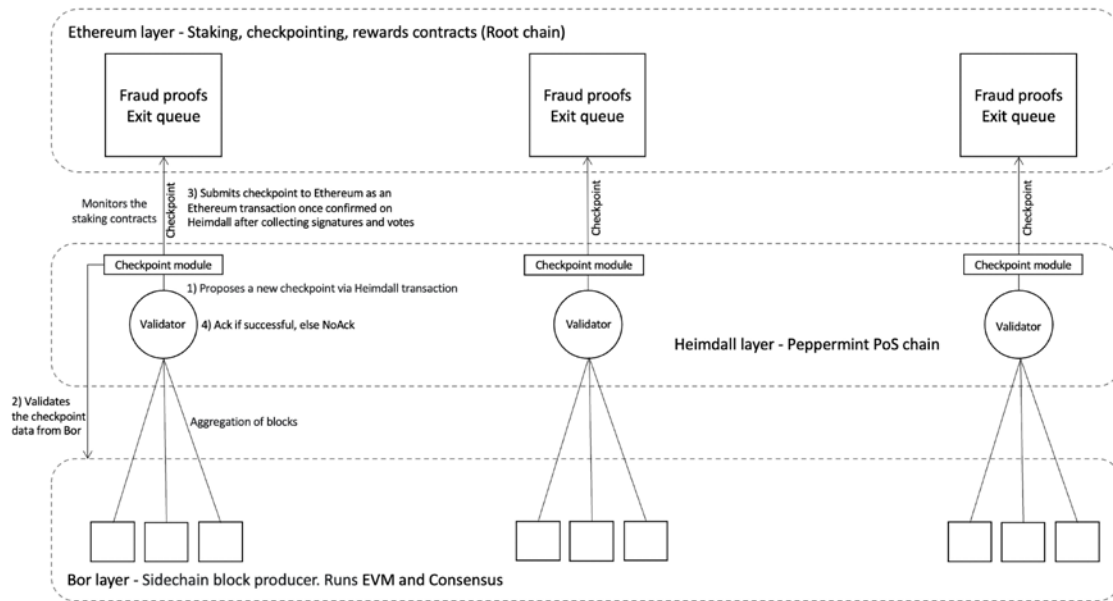 Ethereum layer - Staking, checkpointing, rewards contracts (Root chain)
Fraud proofs
Exit queue
Fraud proofs
Exit queue
Fraud proofs
Exit queue
Monitors the
staking contracts
Checkpoint
3) Submits checkpoint to Ethereum as an
Ethereum transaction once confirmed on
Heimdall after collecting signatures and votes
Checkpoint
Checkpoint
Checkpoint module
Checkpoint module
Checkpoint module
1) Proposes a new checkpoint via Heimdall transaction
Validator
4) Ack if successful, else NoAck
Validator
Validator
Heimdall layer - Peppermint PoS chain
2) Validates
the checkpoint
data from Bor
Aggregation of blocks
Bor layer - Sidechain block producer. Runs EVM and Consensus